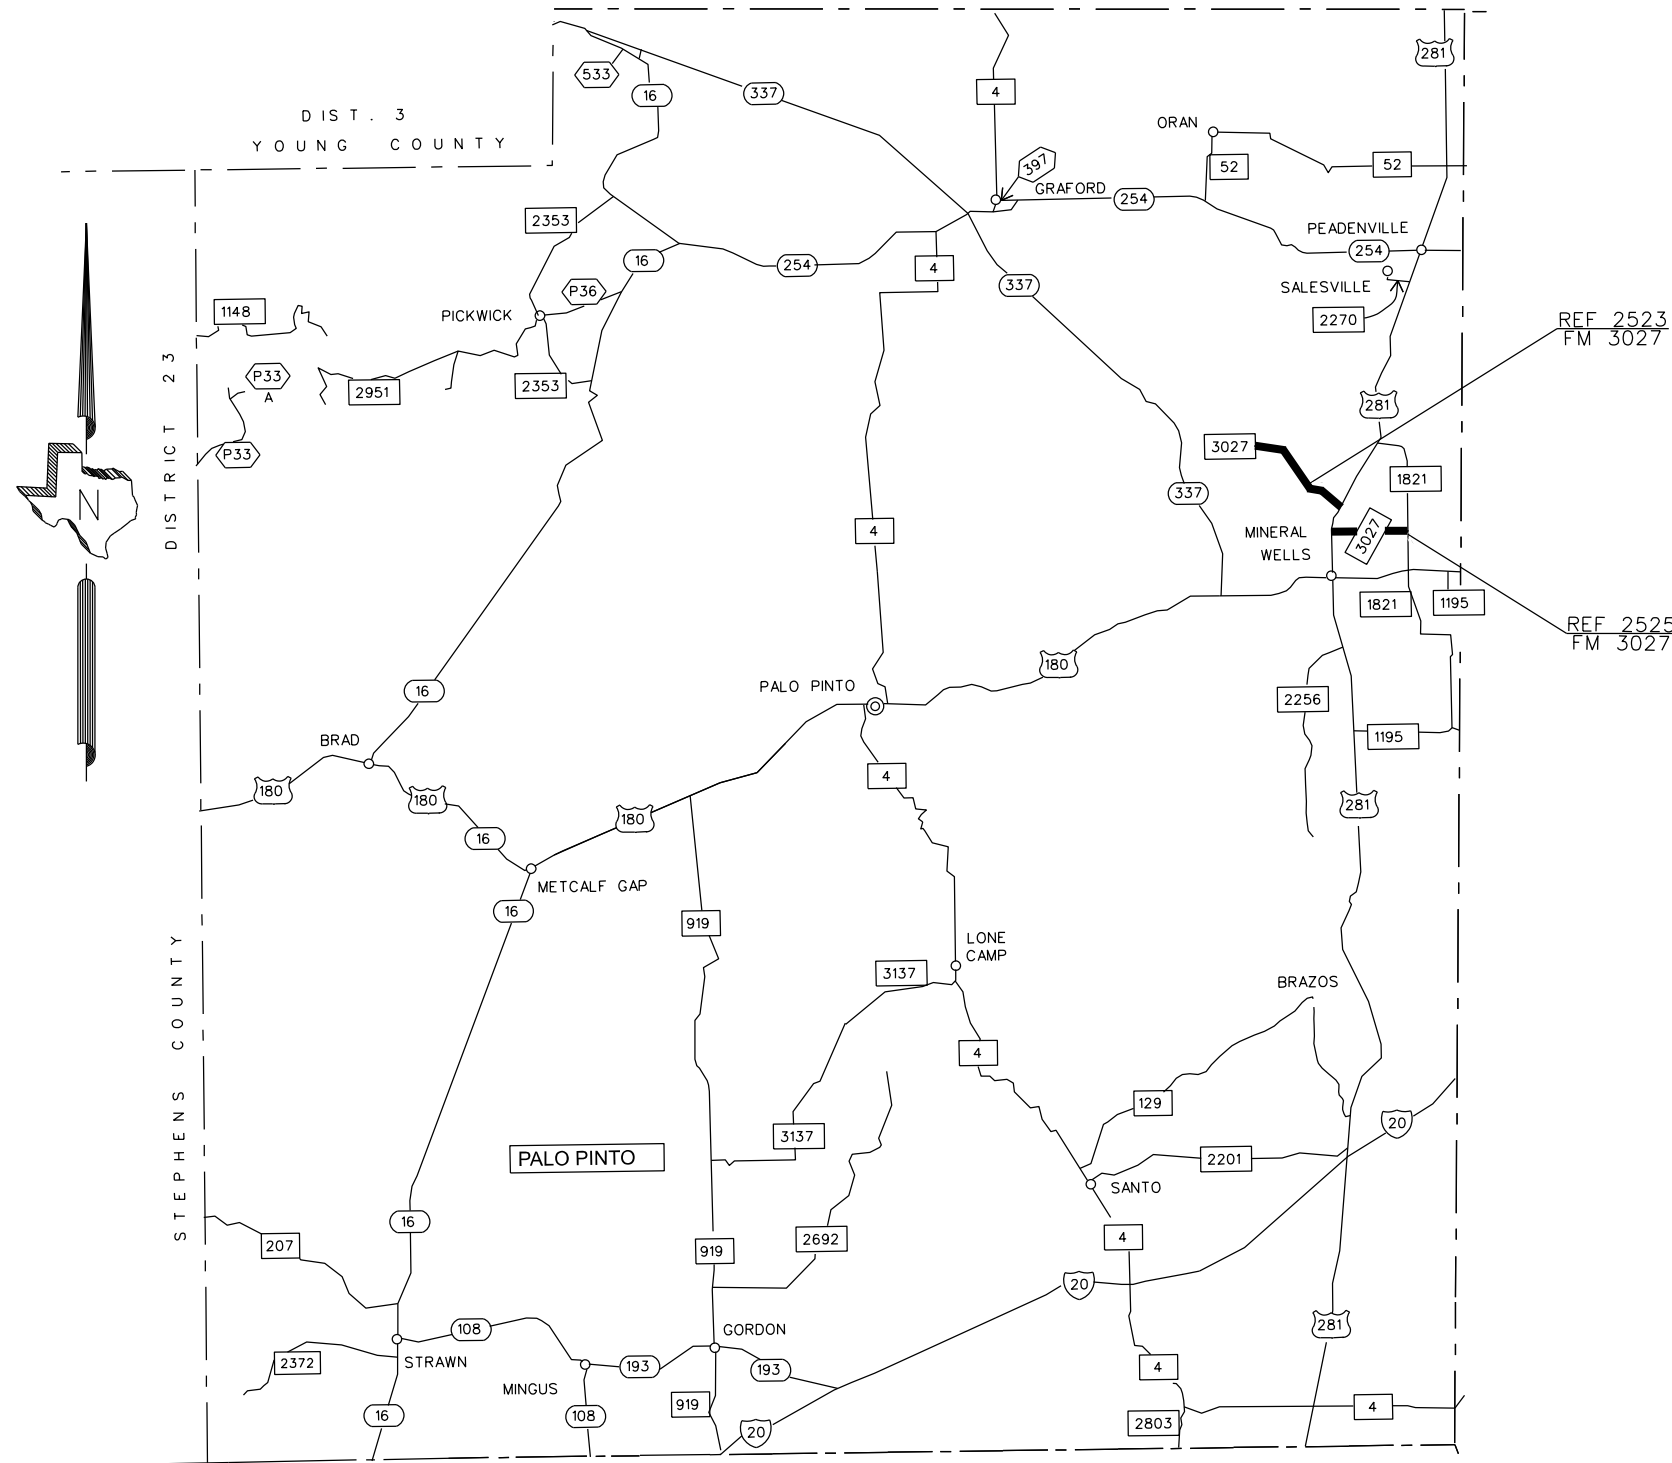 281
533
16
337
4
DIST. 3
YOUNG COUNTY
ORAN
52
52
397
GRAFORD
254
2353
PEADENVILLE
254
16
254
4
337
SALESVILLE
P36
2270
1148
PICKWICK
REF 2523
FM 3027
DISTRICT 23
P33
A
2951
2353
281
3027
P33
1821
N
337
4
MINERAL
WELLS
3027
1821
1195
REF 2525
FM 3027
180
PALO PINTO
16
2256
BRAD
1195
4
180
180
281
180
16
METCALF GAP
16
919
LONE
CAMP
3137
BRAZOS
STEPHENS COUNTY
4
129
20
3137
PALO PINTO
2201
SANTO
16
207
919
2692
4
20
108
GORDON
281
2372
STRAWN
193
193
4
MINGUS
16
108
919
20
2803
4